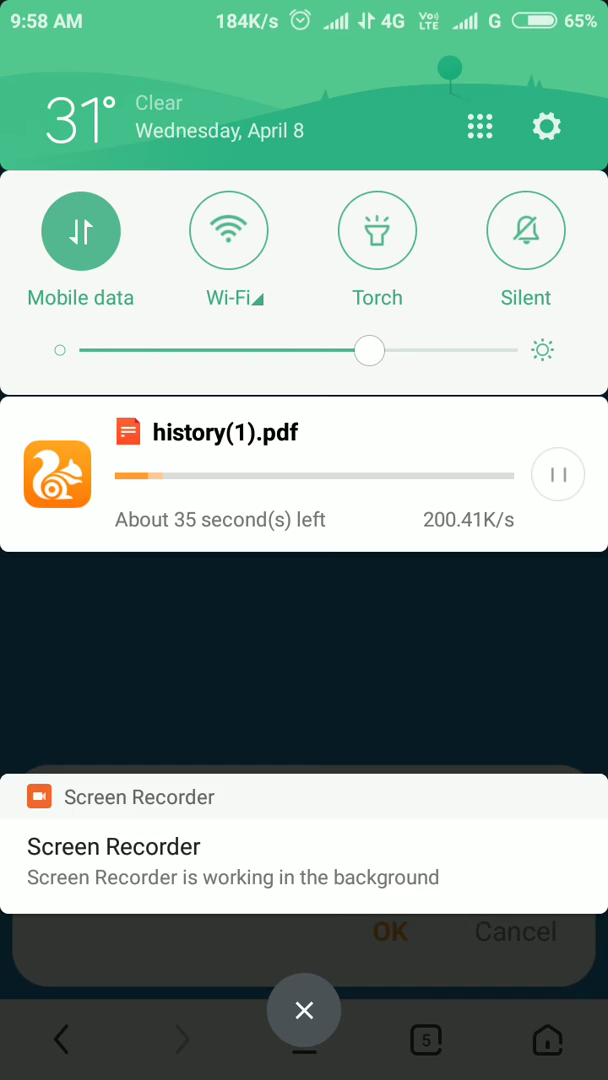 9:58 AM 184K/s 4G Vo) LTE G 65%
31° Clear
Wednesday, April 8
Mobile data Wi-Fi Torch Silent
history(1).pdf
About 35 second(s) left 200.41K/s
Screen Recorder
Screen Recorder
Screen Recorder is working in the background
OK Cancel
5